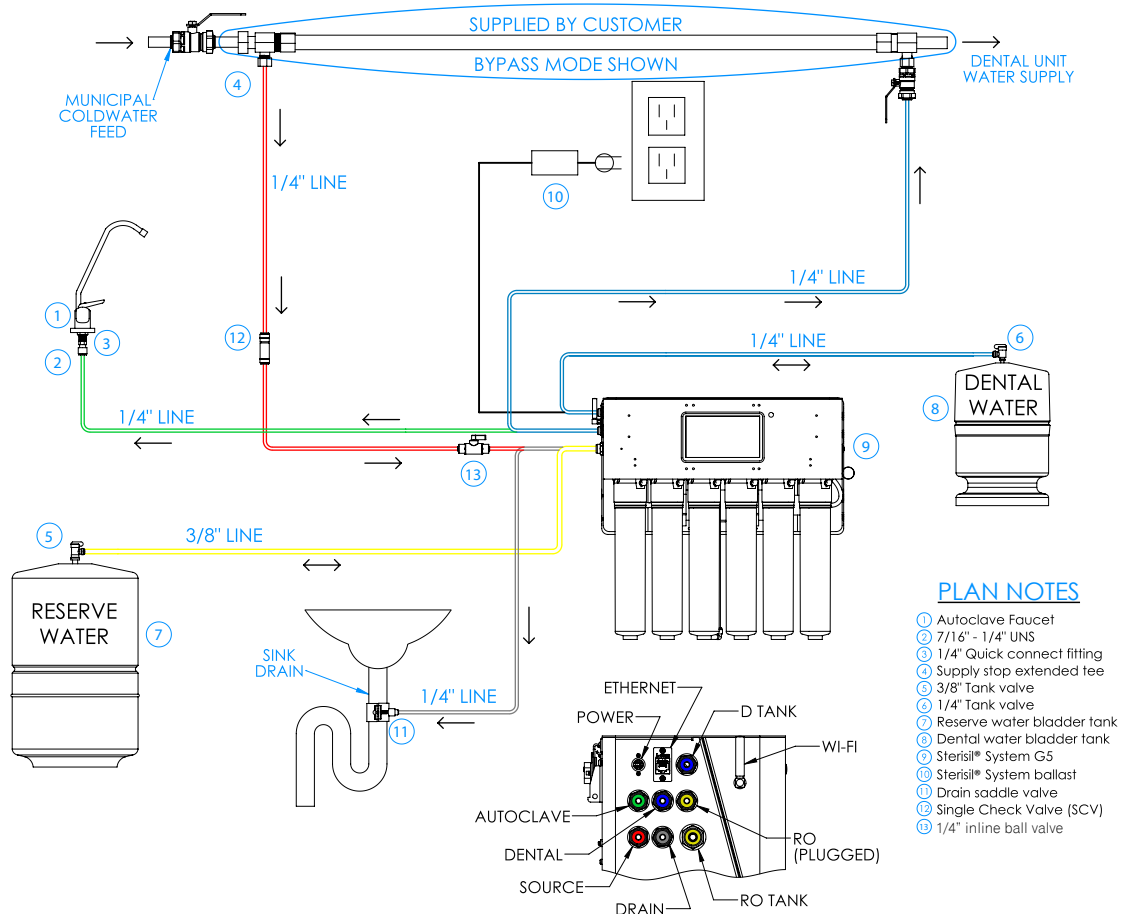 SUPPLIED BY CUSTOMER
BYPASS MODE SHOWN
DENTAL UNIT
WATER SUPPLY
4
MUNICIPAL
COLDWATER
FEED
1/4" LINE
10
1/4" LINE
1
3
2
12
1/4" LINE
6
DENTAL
WATER
8
1/4" LINE
9
13
5
3/8" LINE
RESERVE
WATER
7
SINK
DRAIN
1/4" LINE
11
ETHERNET
POWER
D TANK
WI-FI
AUTOCLAVE
DENTAL
RO
(PLUGGED)
SOURCE
DRAIN
RO TANK
PLAN NOTES
1 Autoclave Faucet
2 7/16" - 1/4" UNS
3 1/4" Quick connect fitting
4 Supply stop extended tee
5 3/8" Tank valve
6 1/4" Tank valve
7 Reserve water bladder tank
8 Dental water bladder tank
9 Sterisil® System G5
10 Sterisil® System ballast
11 Drain saddle valve
12 Single Check Valve (SCV)
13 1/4" inline ball valve